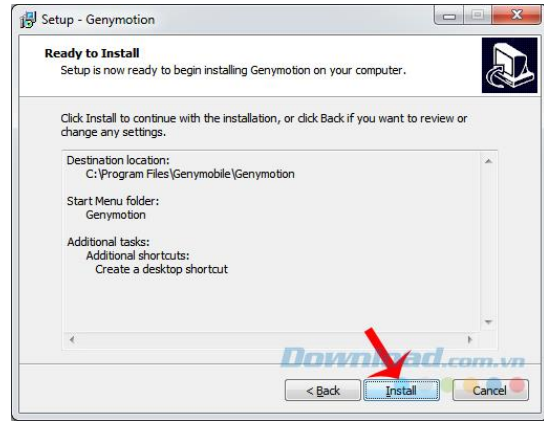 Setup - Genymotion
Ready to Install
Setup is now ready to begin installing Genymotion on your computer.
Click Install to continue with the installation, or click Back if you want to review or
change any settings.
Destination location:
C:\Program Files\Genymobile\Genymotion
Start Menu folder:
Genymotion
Additional tasks:
Additional shortcuts:
Create a desktop shortcut
Download.com.vn
< Back
Install
Cancel